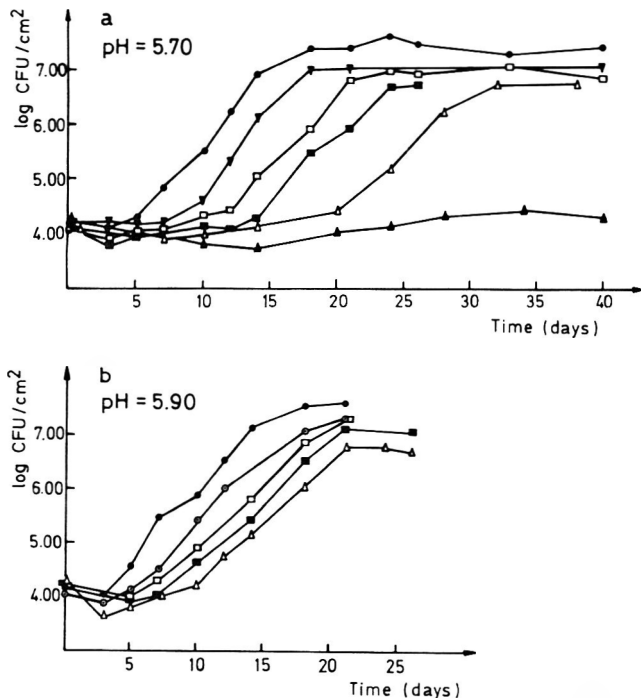 a
pH = 5.70
log CFU/cm²
7.00
6.00
5.00
4.00
5 10 15 20 25 30 35 40
Time (days)
b
pH = 5.90
log CFU/cm²
7.00
6.00
5.00
4.00
5 10 15 20 25
Time (days)